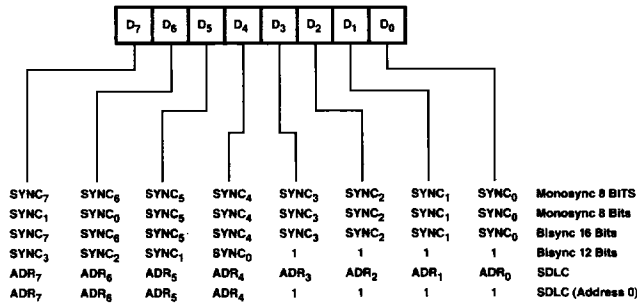 D7 D6 D5 D4 D3 D2 D1 D0
SYNC7 SYNC6 SYNC5 SYNC4 SYNC3 SYNC2 SYNC1 SYNC0 Monosync 8 BITS
SYNC1 SYNC0 SYNC5 SYNC4 SYNC3 SYNC2 SYNC1 SYNC0 Monosync 8 Bits
SYNC7 SYNC6 SYNC5 SYNC4 SYNC3 SYNC2 SYNC1 SYNC0 Bisync 16 Bits
SYNC3 SYNC2 SYNC1 SYNC0 1 1 1 1 Bisync 12 Bits
ADR7 ADR6 ADR5 ADR4 ADR3 ADR2 ADR1 ADR0 SDLC
ADR7 ADR6 ADR5 ADR4 1 1 1 1 SDLC (Address 0)